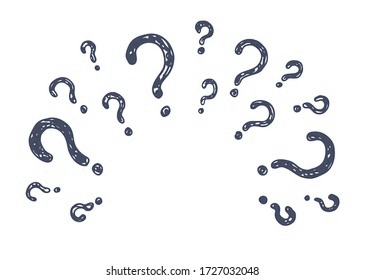 ? ? ? ? ? ? ? ? ? ? ? ? ? ? ? ?
shutterstock.com · 1727032048